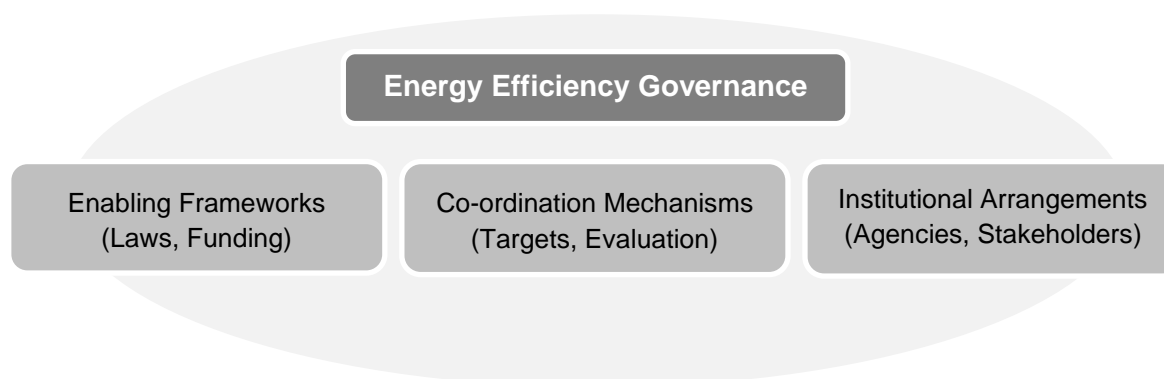 Energy Efficiency Governance
Enabling Frameworks
(Laws, Funding)
Co-ordination Mechanisms
(Targets, Evaluation)
Institutional Arrangements
(Agencies, Stakeholders)